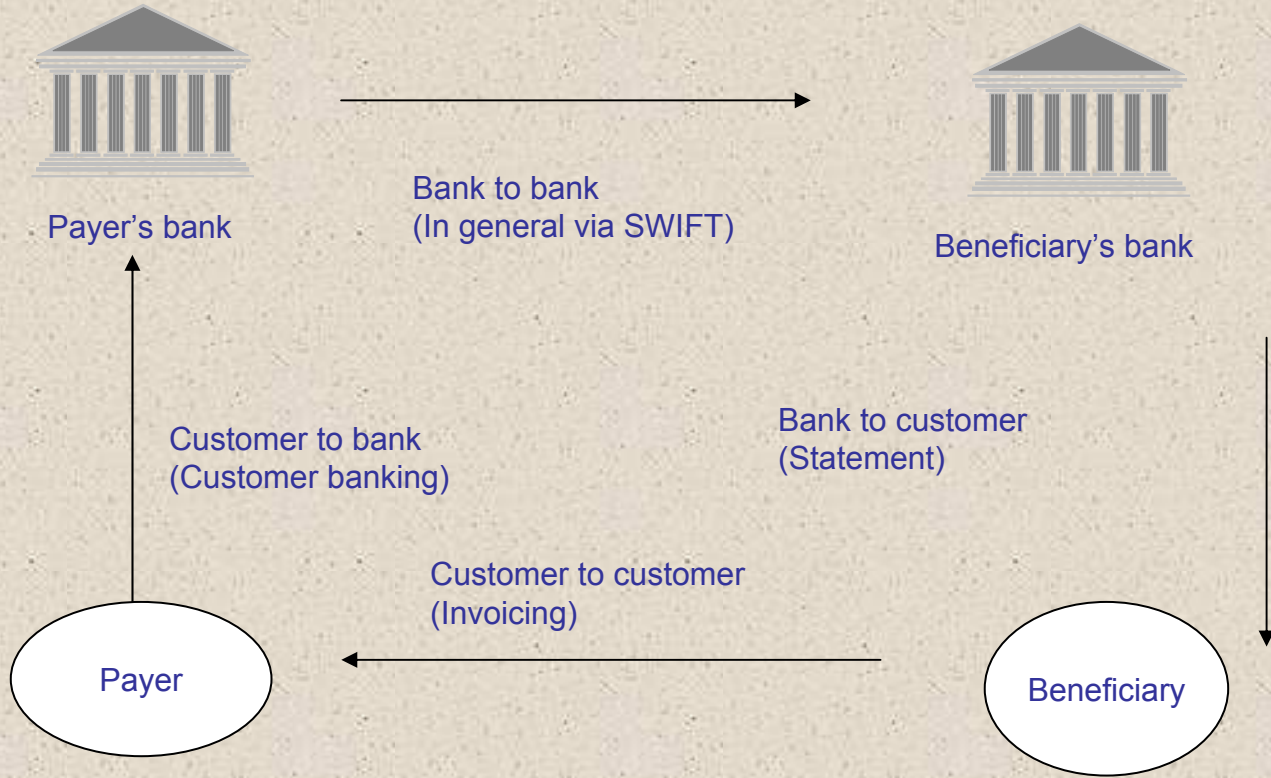 Bank to bank
(In general via SWIFT)
Payer’s bank
Beneficiary’s bank
Customer to bank
(Customer banking)
Bank to customer
(Statement)
Customer to customer
(Invoicing)
Payer
Beneficiary